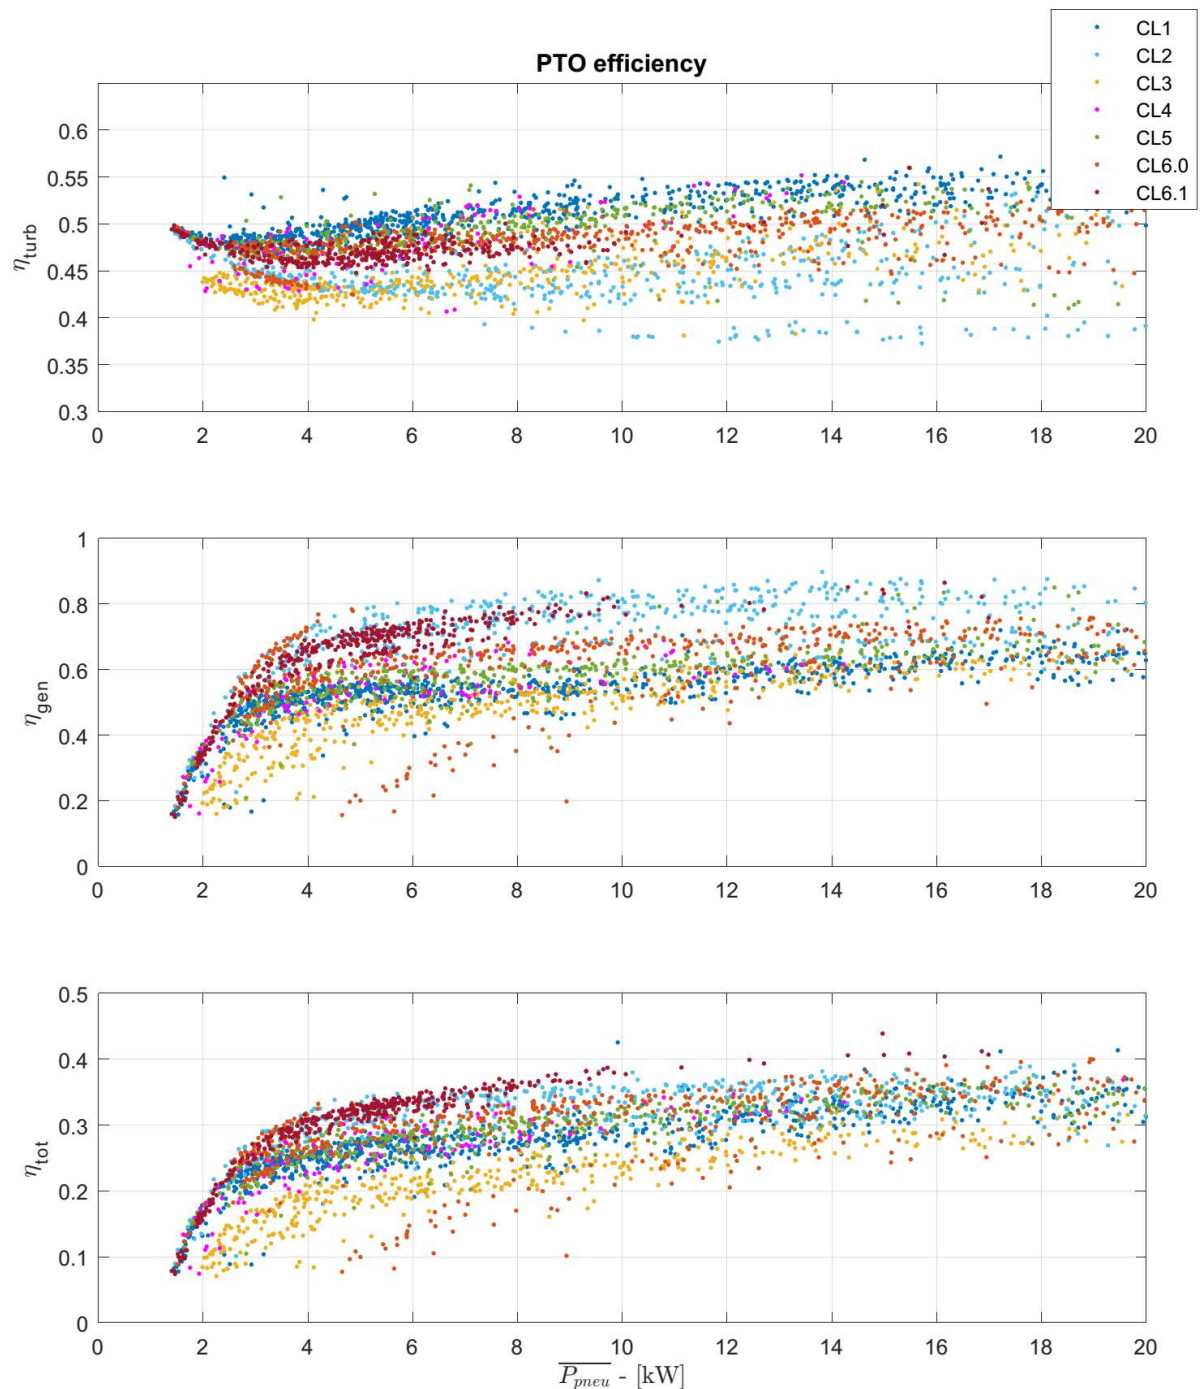 CL1
CL2
CL3
CL4
CL5
CL6.0
CL6.1
PTO efficiency
η_turb
0.6
0.55
0.5
0.45
0.4
0.35
0.3
0 2 4 6 8 10 12 14 16 18 20
η_gen
1
0.8
0.6
0.4
0.2
0
0 2 4 6 8 10 12 14 16 18 20
η_tot
0.5
0.4
0.3
0.2
0.1
0
0 2 4 6 8 10 12 14 16 18 20
P_pneu - [kW]